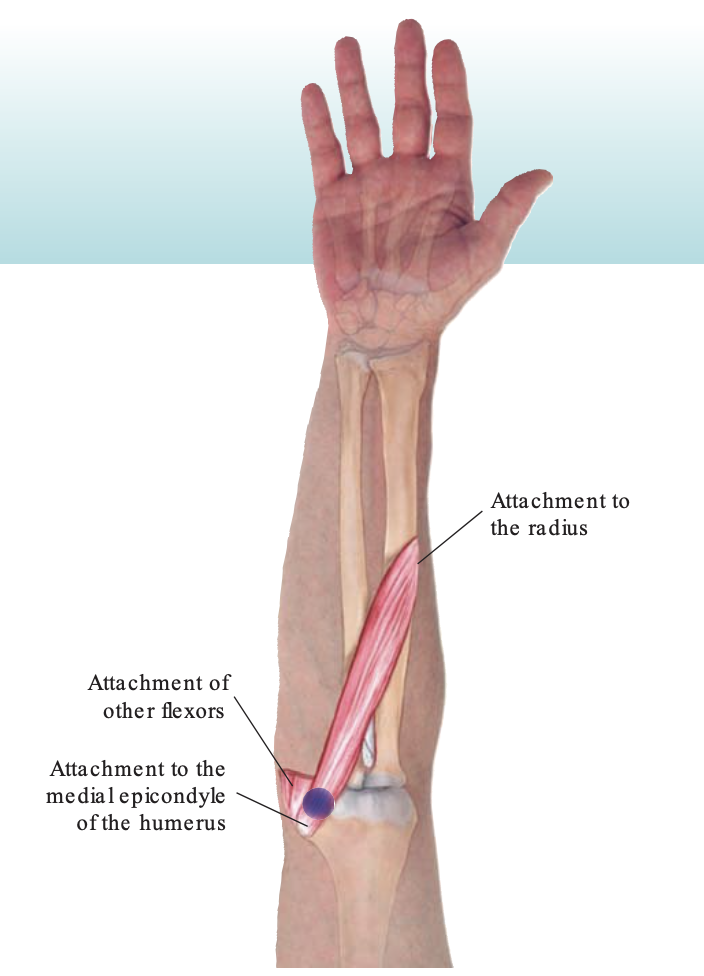 Attachment to
the radius
Attachment of
other flexors
Attachment to the
medial epicondyle
of the humerus